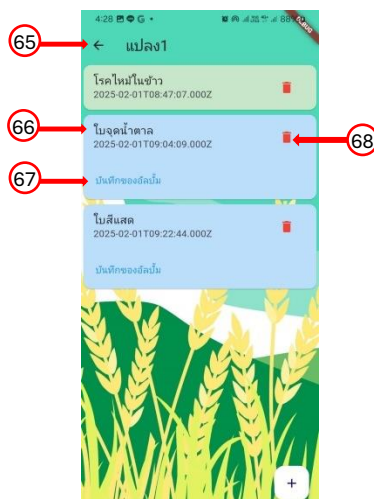 4:28 G 88%
DEBUG
65
← แปลง1
โรคไหม้ในข้าว
2025-02-01T08:47:07.000Z
66
ใบจุดน้ำตาล
2025-02-01T09:04:09.000Z
68
67
บันทึกของอัลบั้ม
ใบสีแสด
2025-02-01T09:22:44.000Z
บันทึกของอัลบั้ม
+